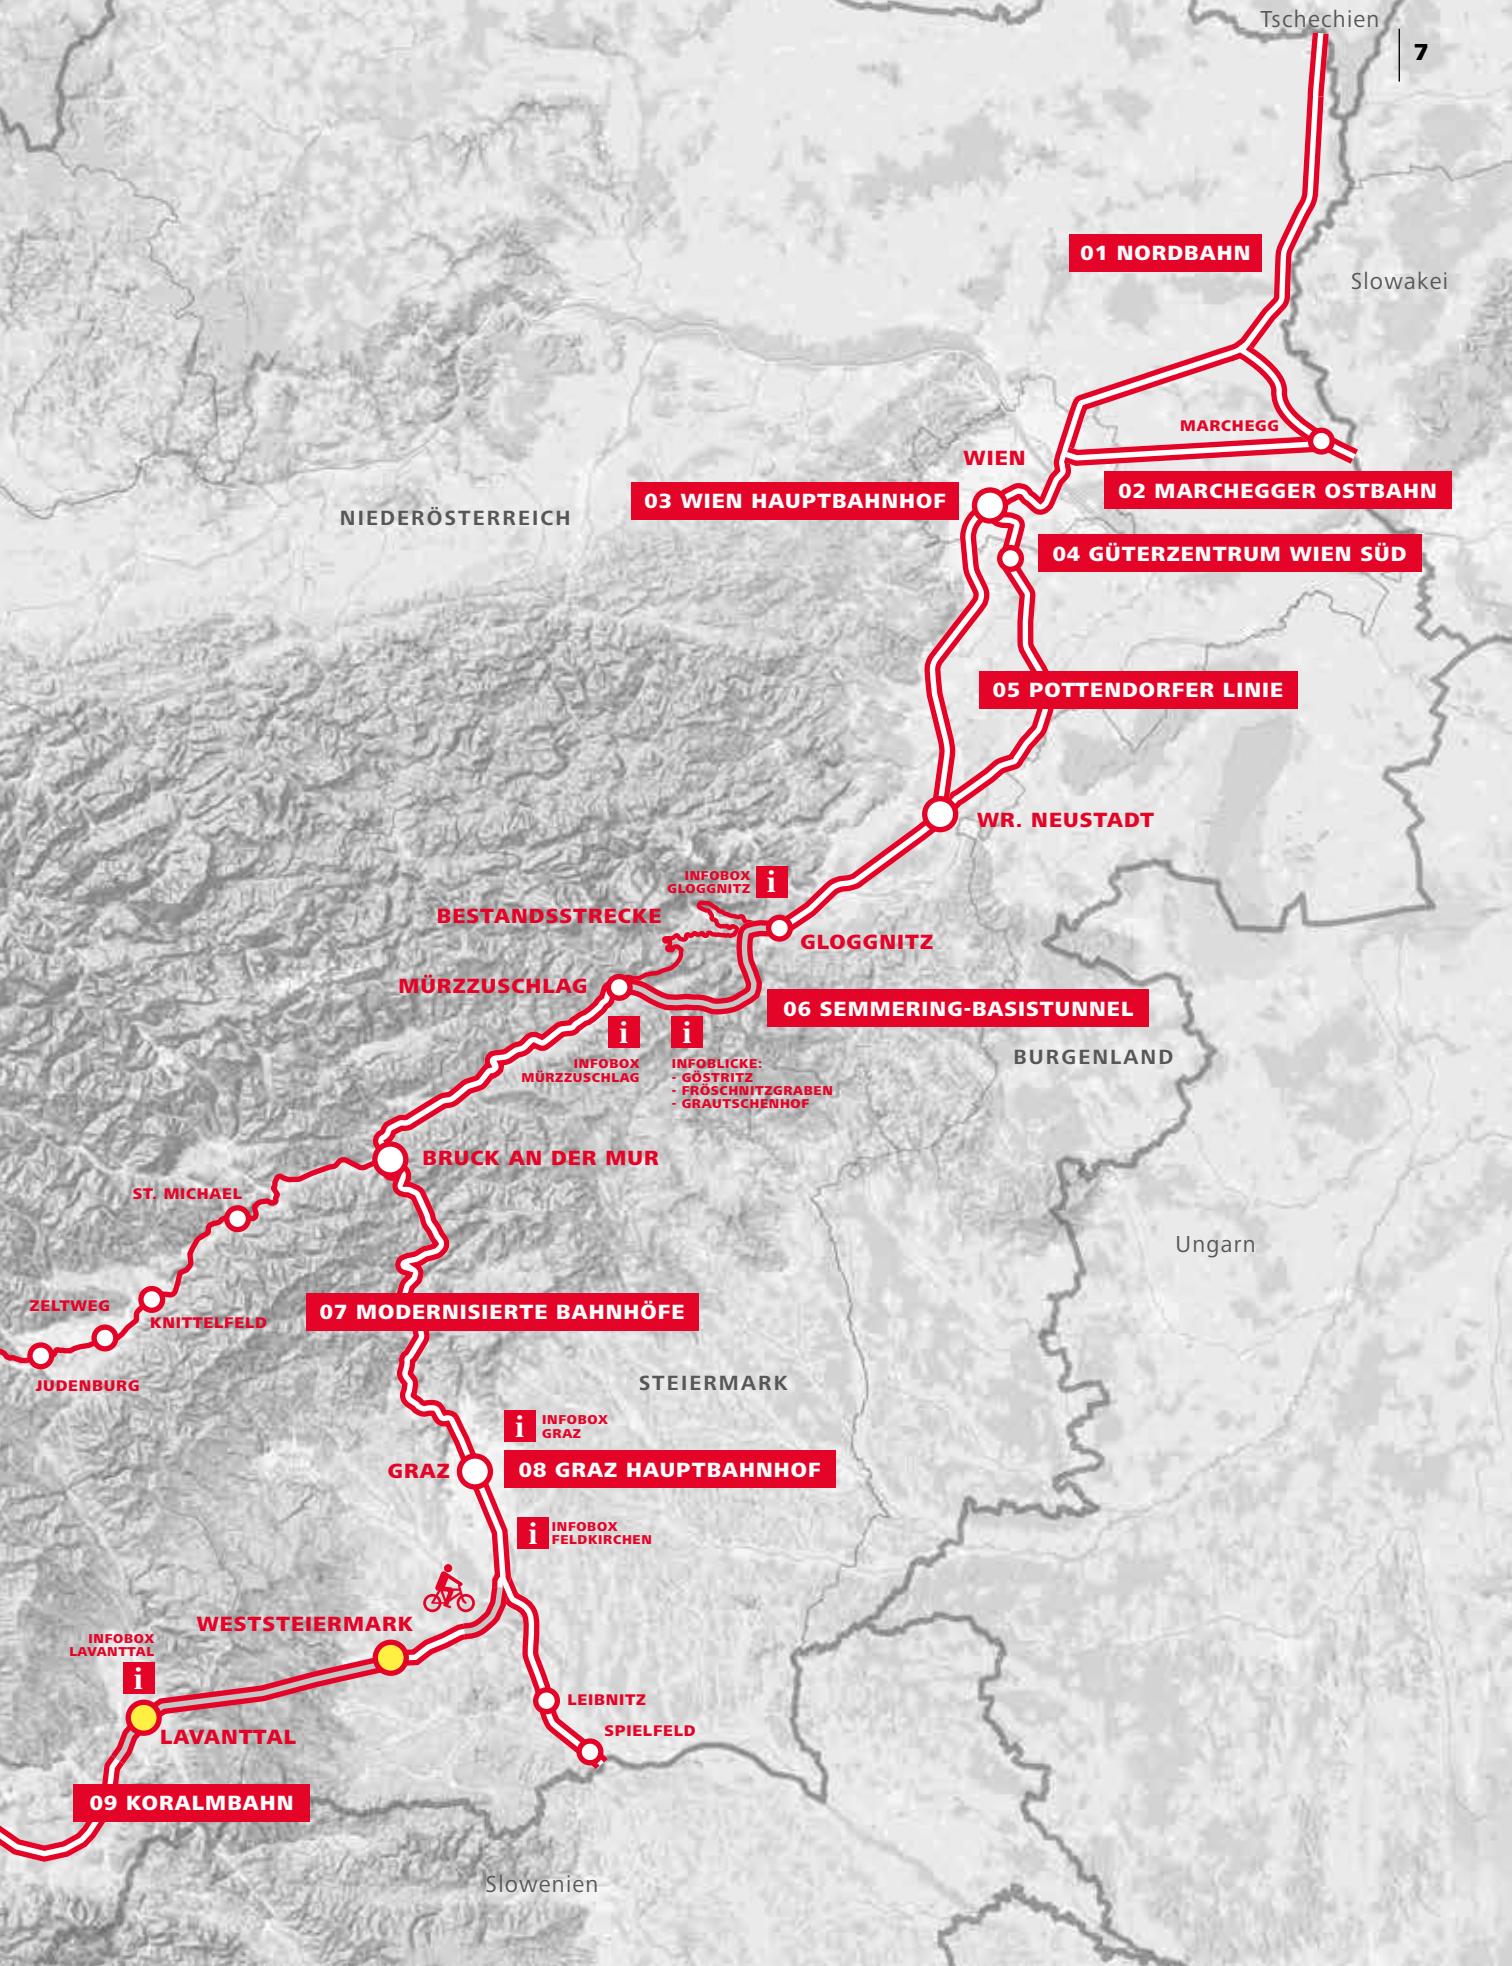 Tschechien
7
01 NORDBAHN
Slowakei
MARCHEGG
WIEN
02 MARCHEGGER OSTBAHN
03 WIEN HAUPTBAHNHOF
NIEDERÖSTERREICH
04 GÜTERZENTRUM WIEN SÜD
05 POTTENDORFER LINIE
WR. NEUSTADT
INFOBOX
GLOGGNITZ
i
BESTANDSSTRECKE
GLOGGNITZ
MÜRZZUSCHLAG
06 SEMMERING-BASISTUNNEL
i
i
INFOBOX
MÜRZZUSCHLAG
INFOBLICKE:
- GÖSTRITZ
- FRÖSCHNITZGRABEN
- GRAUTSCHENHOF
BURGENLAND
BRUCK AN DER MUR
ST. MICHAEL
Ungarn
ZELTWEG
KNITTELFELD
07 MODERNISIERTE BAHNHÖFE
JUDENBURG
STEIERMARK
i
INFOBOX
GRAZ
GRAZ
08 GRAZ HAUPTBAHNHOF
i
INFOBOX
FELDKIRCHEN
WESTSTEIERMARK
INFOBOX
LAVANTTAL
i
LEIBNITZ
SPIELFELD
LAVANTTAL
09 KORALMBAHN
Slowenien